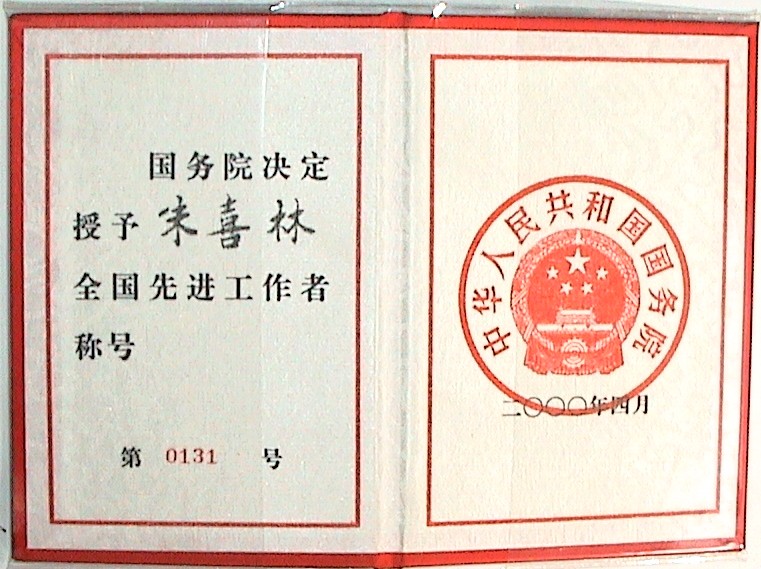 国务院决定
授予 朱喜林
全国先进工作者
称号
第 0131 号
中华人民共和国国务院
二〇〇〇年四月